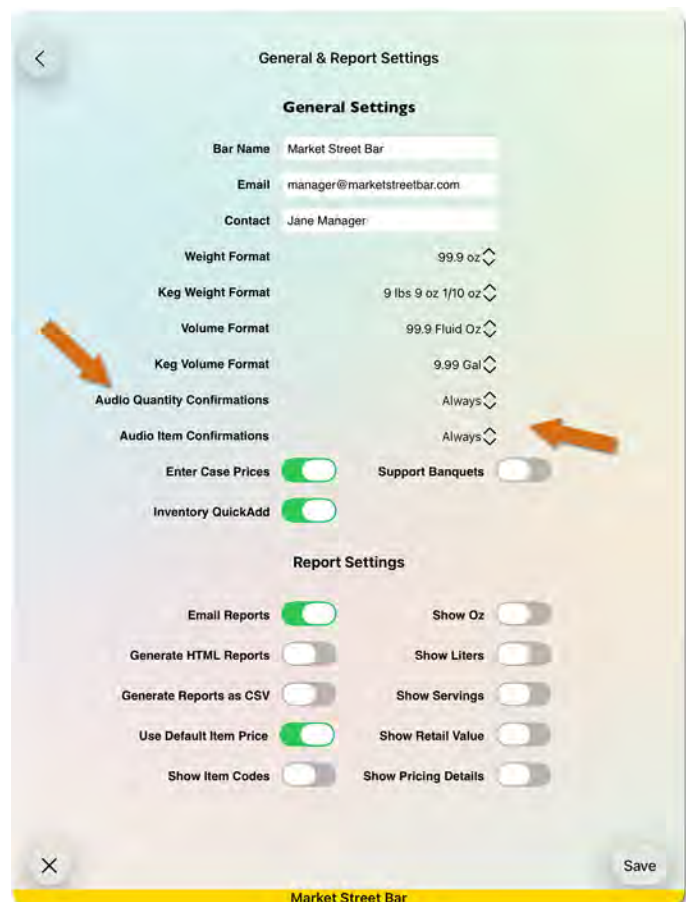 General & Report Settings
General Settings
Bar Name Market Street Bar
Email manager@marketstreetbar.com
Contact Jane Manager
Weight Format 99.9 oz
Keg Weight Format 9 lbs 9 oz 1/10 oz
Volume Format 99.9 Fluid Oz
Keg Volume Format 9.99 Gal
Audio Quantity Confirmations Always
Audio Item Confirmations Always
Enter Case Prices Support Banquets
Inventory QuickAdd
Report Settings
Email Reports Show Oz
Generate HTML Reports Show Liters
Generate Reports as CSV Show Servings
Use Default Item Price Show Retail Value
Show Item Codes Show Pricing Details
Save
Market Street Bar